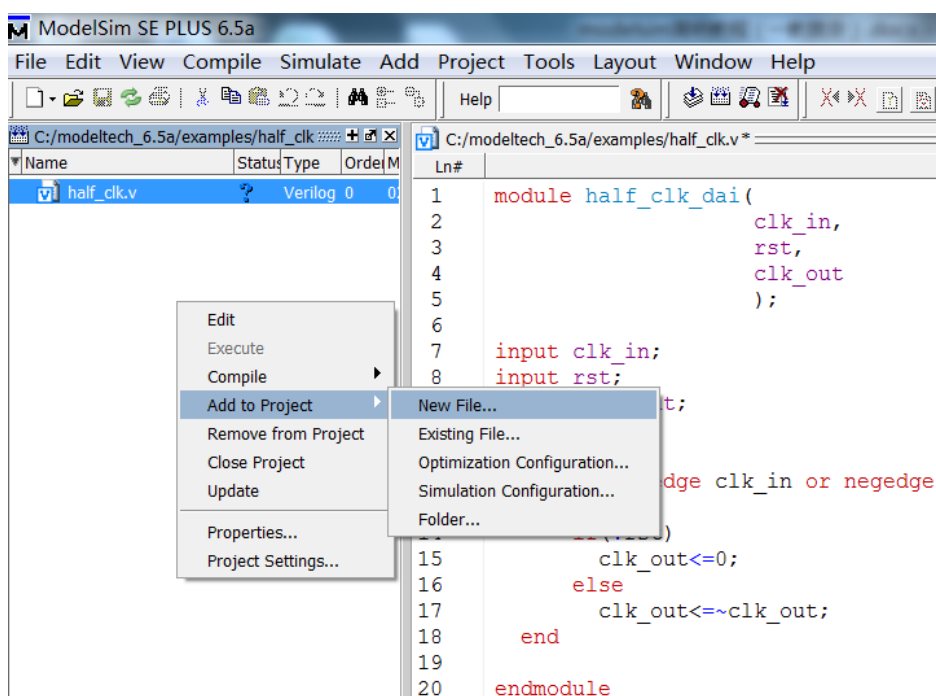 ModelSim SE PLUS 6.5a
File Edit View Compile Simulate Add Project Tools Layout Window Help
Help
C:/modeltech_6.5a/examples/half_clk
Name Status Type Order M
half_clk.v Verilog 0
C:/modeltech_6.5a/examples/half_clk.v *
Ln#
1 module half_clk_dai(
2 clk_in,
3 rst,
4 clk_out
5 );
6
7 input clk_in;
8 input rst;
t;
dge clk_in or negedge
15 clk_out<=0;
16 else
17 clk_out<=~clk_out;
18 end
19
20 endmodule
Edit
Execute
Compile
Add to Project
Remove from Project
Close Project
Update
Properties...
Project Settings...
New File...
Existing File...
Optimization Configuration...
Simulation Configuration...
Folder...